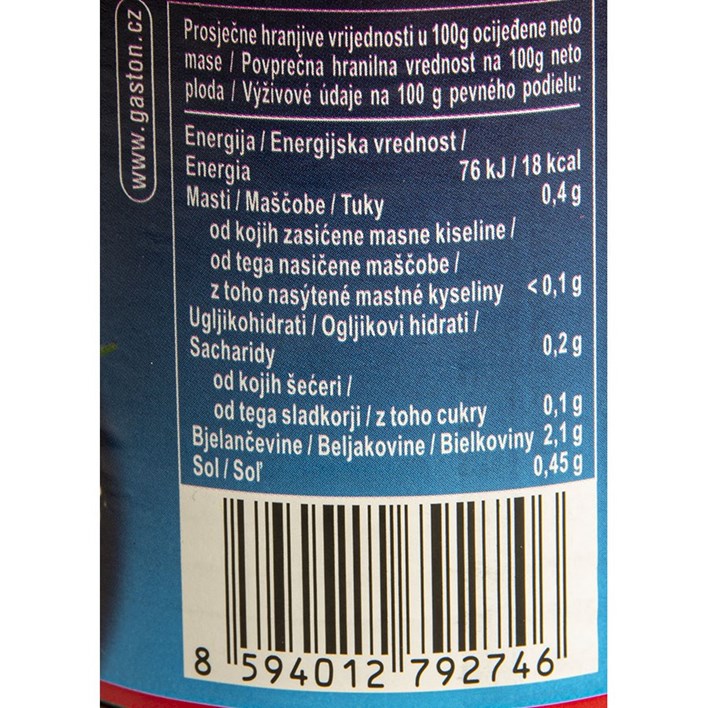 www.gaston.cz
Prosječne hranjive vrijednosti u 100g ocijeđene neto
mase / Povprečna hranilna vrednost na 100g neto
ploda / Výživové údaje na 100 g pevného podielu:
Energija / Energijska vrednost /
Energia 76 kJ / 18 kcal
Masti / Maščobe / Tuky 0,4 g
od kojih zasićene masne kiseline /
od tega nasičene maščobe /
z toho nasýtené mastné kyseliny <0,1 g
Ugljikohidrati / Ogljikovi hidrati /
Sacharidy 0,2 g
od kojih šećeri /
od tega sladkorji / z toho cukry 0,1 g
Bjelančevine / Beljakovine / Bielkoviny 2,1 g
Sol / Soľ 0,45 g
8 594012 792746